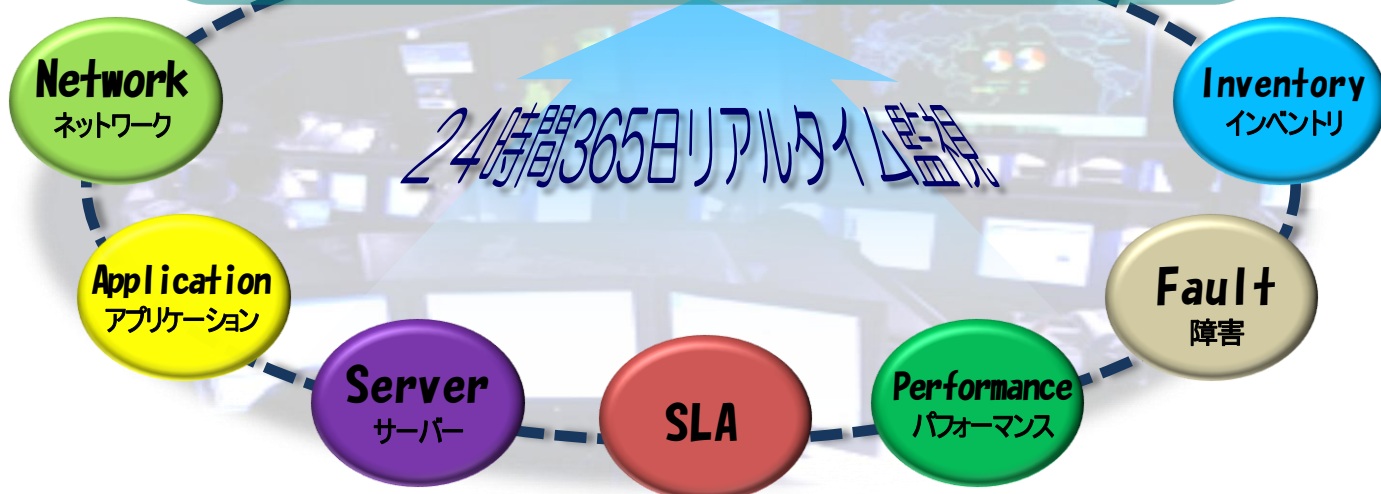 Network
ネットワーク
Inventory
インベントリ
24時間365日リアルタイム監視
Application
アプリケーション
Fault
障害
Server
サーバー
SLA
Performance
パフォーマンス